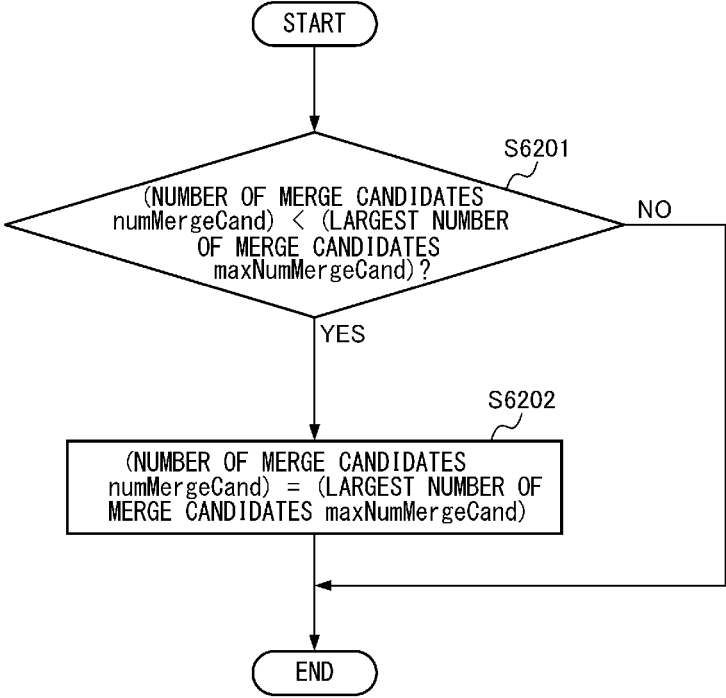 START
S6201
(NUMBER OF MERGE CANDIDATES
numMergeCand) < (LARGEST NUMBER
OF MERGE CANDIDATES
maxNumMergeCand)?
NO
YES
S6202
(NUMBER OF MERGE CANDIDATES
numMergeCand) = (LARGEST NUMBER OF
MERGE CANDIDATES maxNumMergeCand)
END